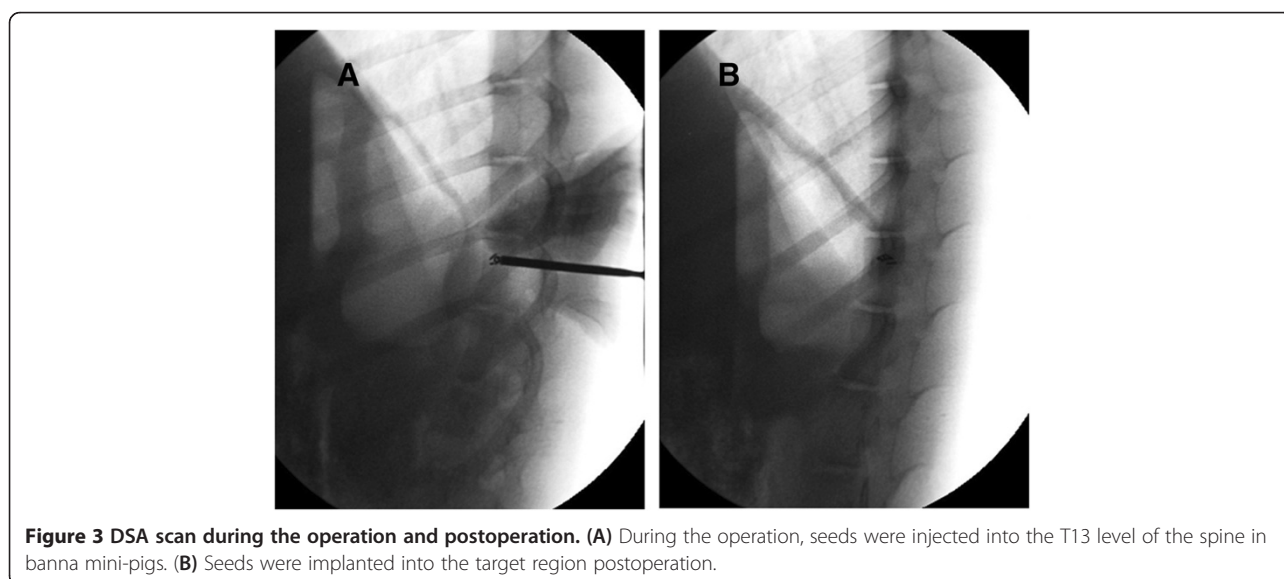 A
B
Figure 3 DSA scan during the operation and postoperation. (A) During the operation, seeds were injected into the T13 level of the spine in
banna mini-pigs. (B) Seeds were implanted into the target region postoperation.